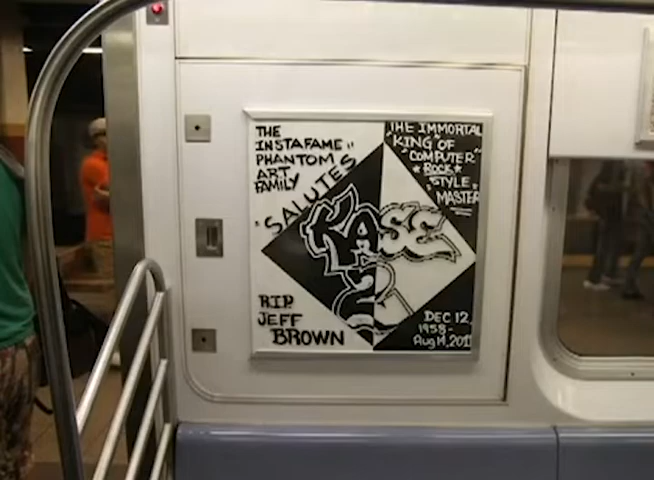 THE
INSTAFAME"
PHANTOM
ART
FAMILY
"SALUTES
THE IMMORTAL
"KING OF
"COMPUTER"
"ROCK"
"STYLE"
MASTER
KASE
2
R.I.P.
JEFF
BROWN
DEC 12,
1958-
Aug 14, 2011